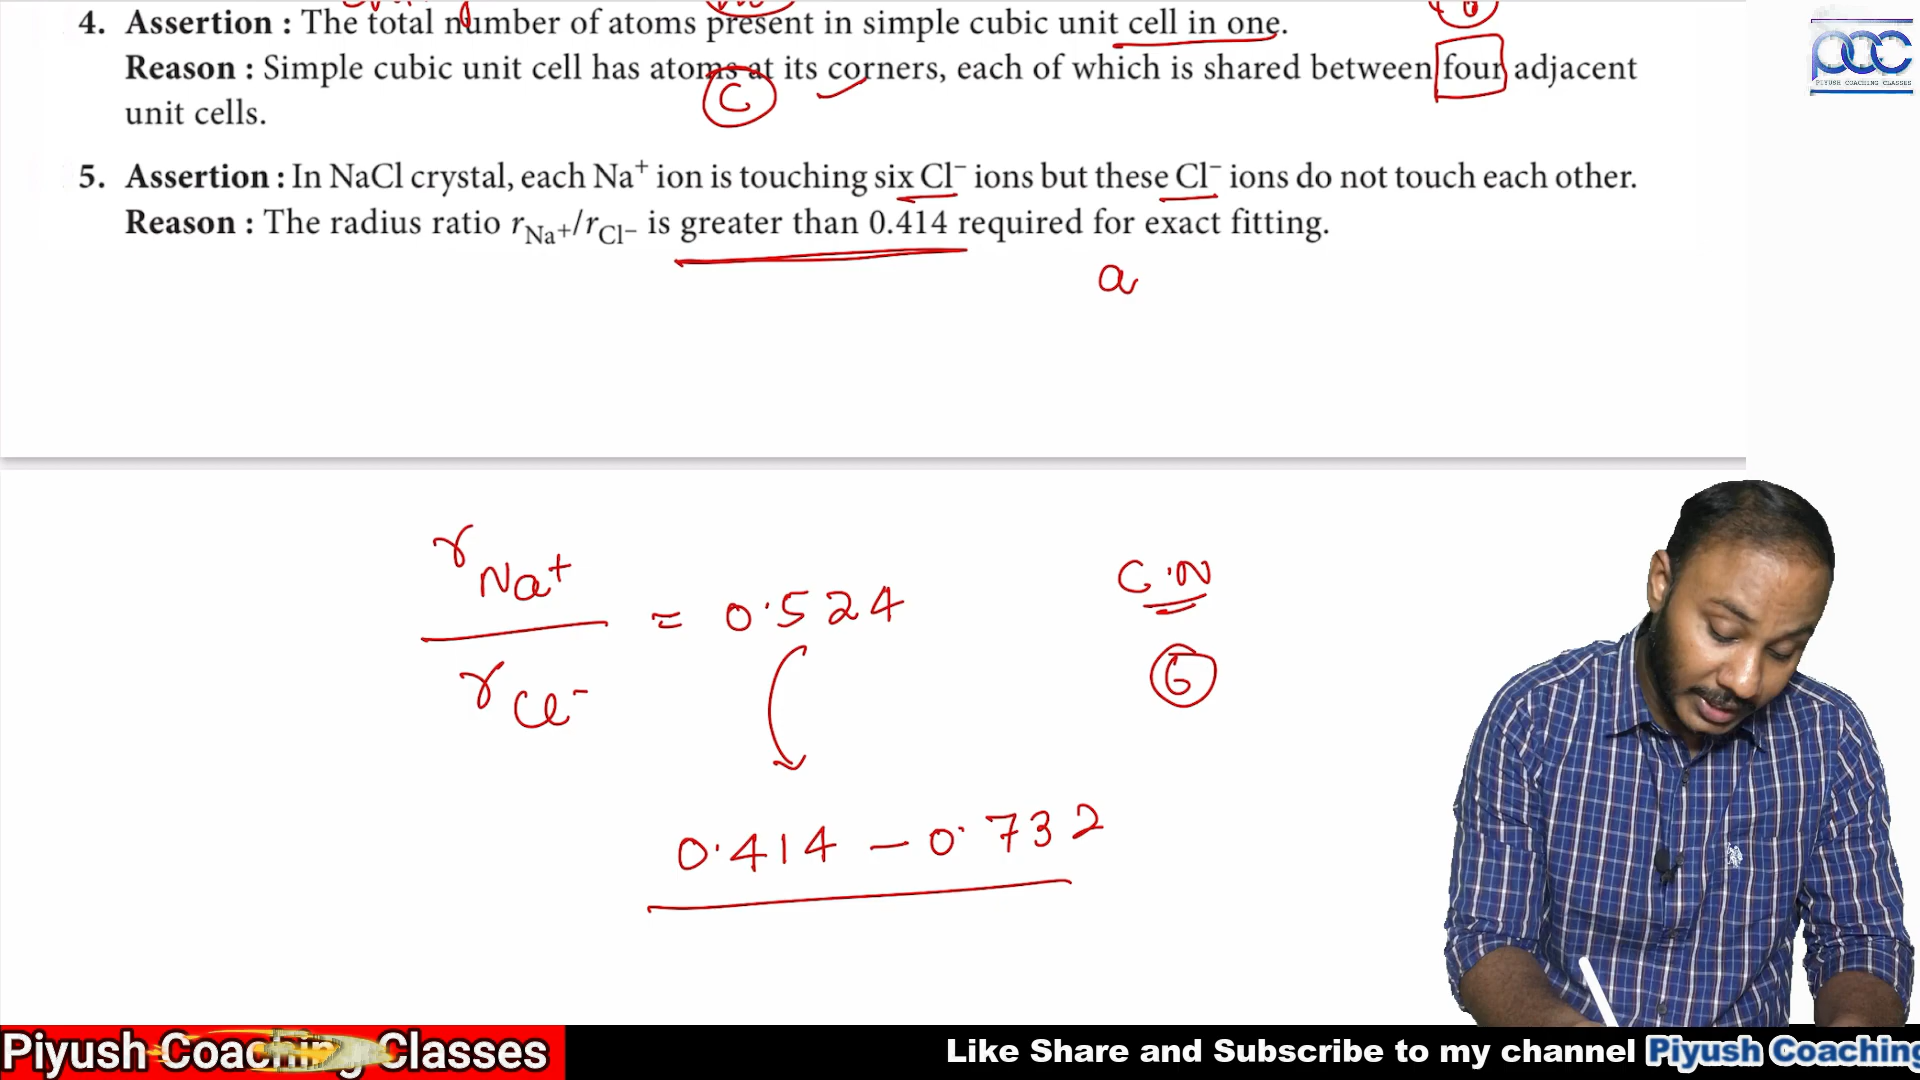 4. Assertion : The total number of atoms present in simple cubic unit cell in one.
Reason : Simple cubic unit cell has atoms at its corners, each of which is shared between four adjacent
unit cells.
C
5. Assertion : In NaCl crystal, each Na⁺ ion is touching six Cl⁻ ions but these Cl⁻ ions do not touch each other.
Reason : The radius ratio rNa⁺/rCl⁻ is greater than 0.414 required for exact fitting.
a
rNa⁺
= 0.524
rCl⁻
C.N
6
0.414 – 0.732
PCC
PIYUSH COACHING CLASSES
Piyush Coaching Classes
Like Share and Subscribe to my channel Piyush Coaching